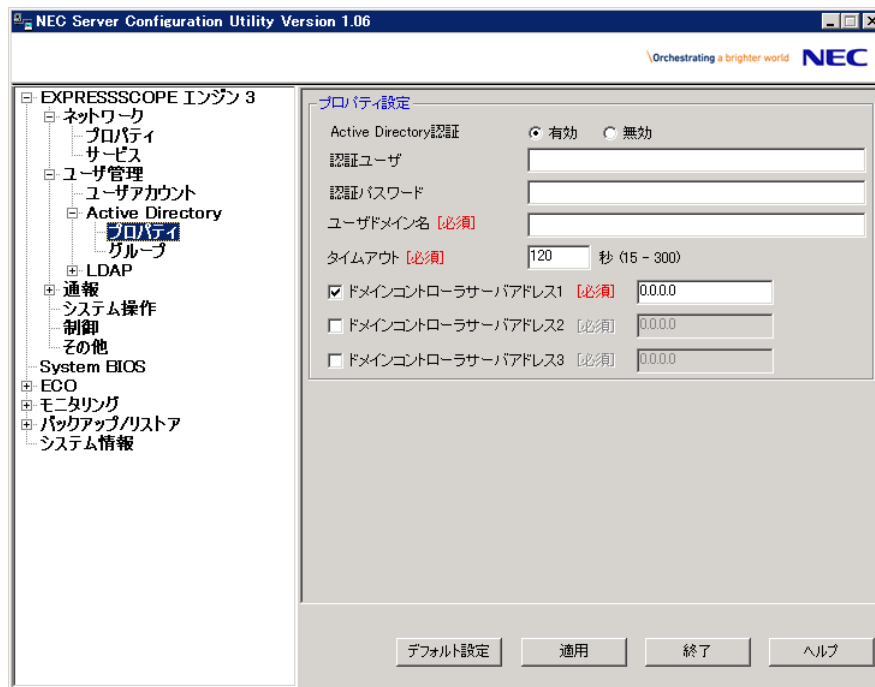 NEC Server Configuration Utility Version 1.06
\Orchestrating a brighter world NEC
EXPRESSSCOPE エンジン 3
ネットワーク
プロパティ
サービス
ユーザ管理
ユーザアカウント
Active Directory
プロパティ
グループ
LDAP
通報
システム操作
制御
その他
System BIOS
ECO
モニタリング
バックアップ/リストア
システム情報
プロパティ設定
Active Directory認証 有効 無効
認証ユーザ
認証パスワード
ユーザドメイン名 [必須]
タイムアウト [必須] 120 秒 (15 - 300)
ドメインコントローラサーバアドレス1 [必須] 0.0.0.0
ドメインコントローラサーバアドレス2 [必須] 0.0.0.0
ドメインコントローラサーバアドレス3 [必須] 0.0.0.0
デフォルト設定 適用 終了 ヘルプ